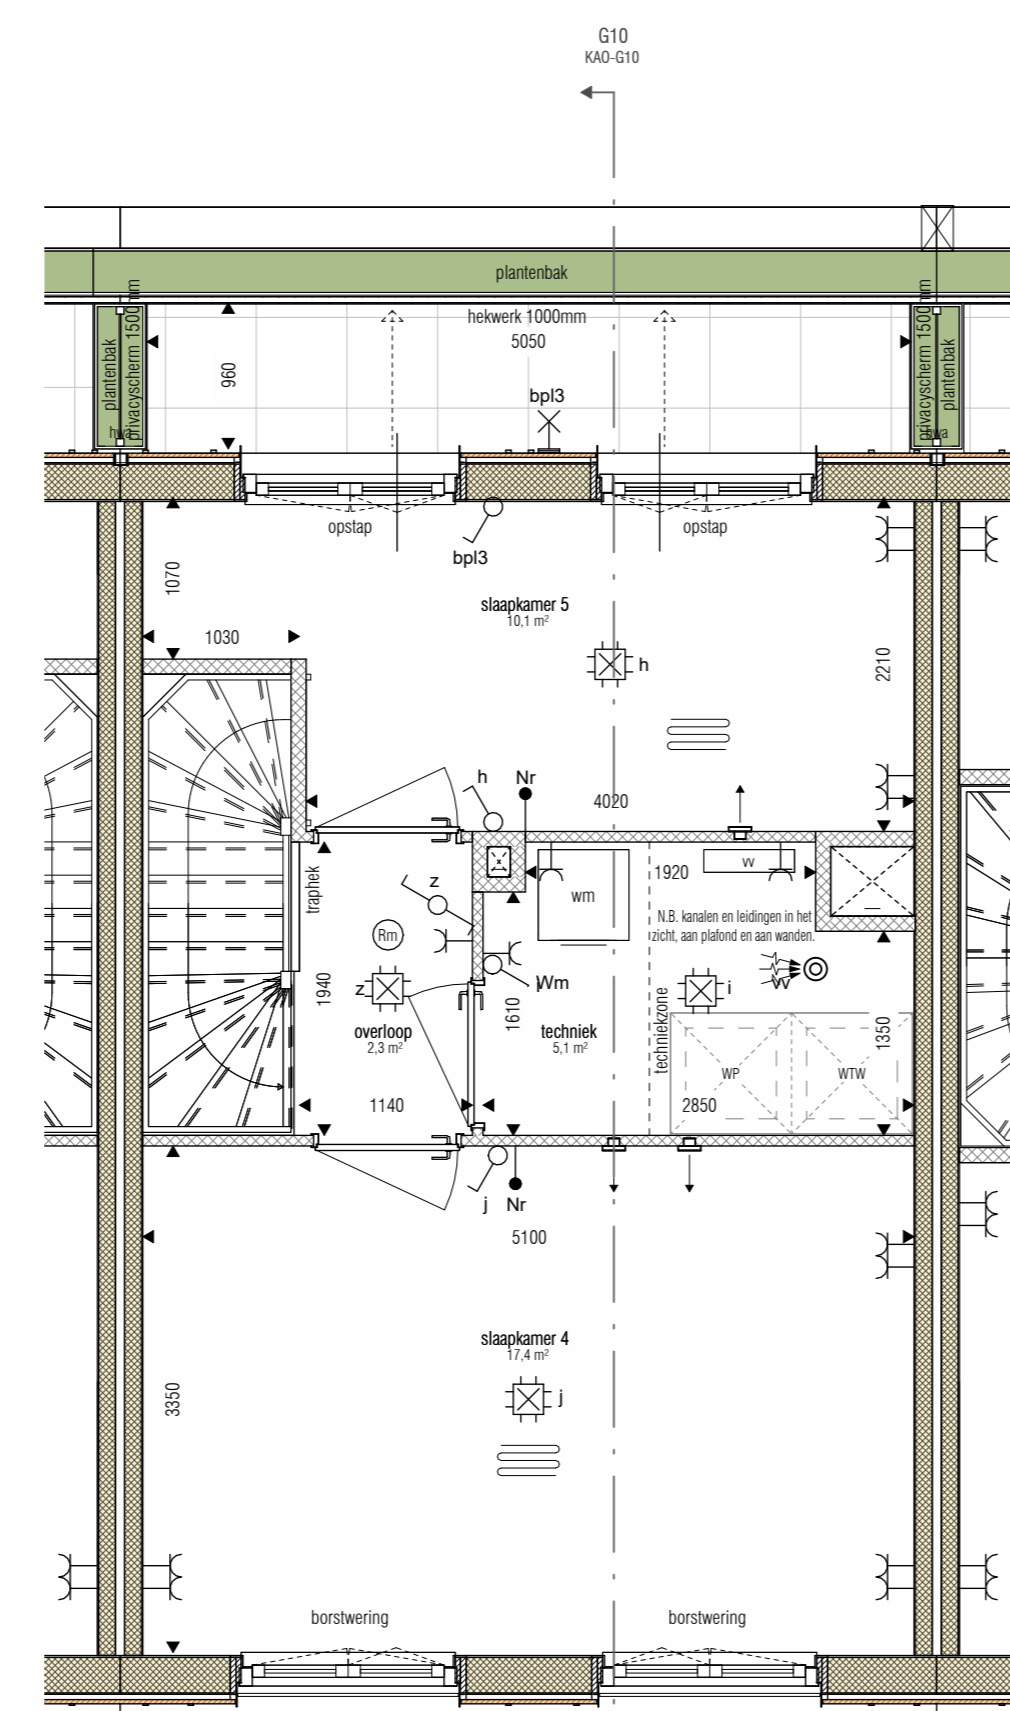 G10
KAO-G10
plantenbak
hekwerk 1000mm
5050
960
plantenbak
privacyscherm 1500mm
hwa
privacyscherm 1500mm
plantenbak
hwa
bpl3
opstap
opstap
bpl3
1070
slaapkamer 5
10,1 m²
1030
h
2210
h
Nr
4020
traphek
z
wm
1920
vv
N.B. kanalen en leidingen in het
zicht, aan plafond en aan wanden.
Rm
z
1940
Wm
1610
vv
i
overloop
2,3 m²
techniek
5,1 m²
techniekzone
1350
WP
WTW
1140
2850
j
Nr
5100
slaapkamer 4
17,4 m²
j
3350
borstwering
borstwering